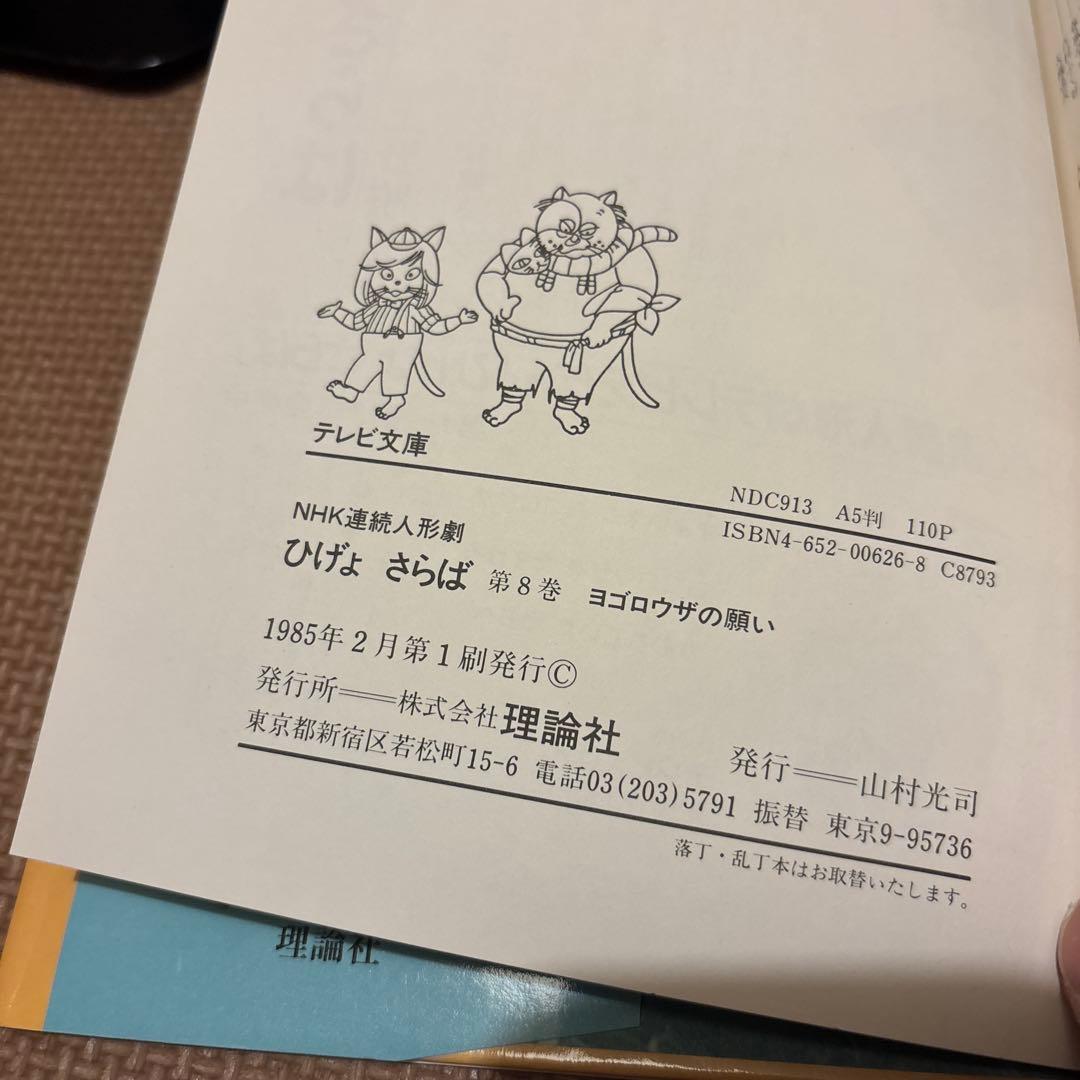 テレビ文庫
NDC913 A5判 110P
ISBN4-652-00626-8 C8793
NHK連続人形劇
ひげよ さらば 第8巻 ヨゴロウザの願い
1985年2月第1刷発行©
発行所══株式会社理論社
発行══山村光司
東京都新宿区若松町15-6 電話03(203)5791 振替 東京9-95736
落丁・乱丁本はお取替いたします。
理論社